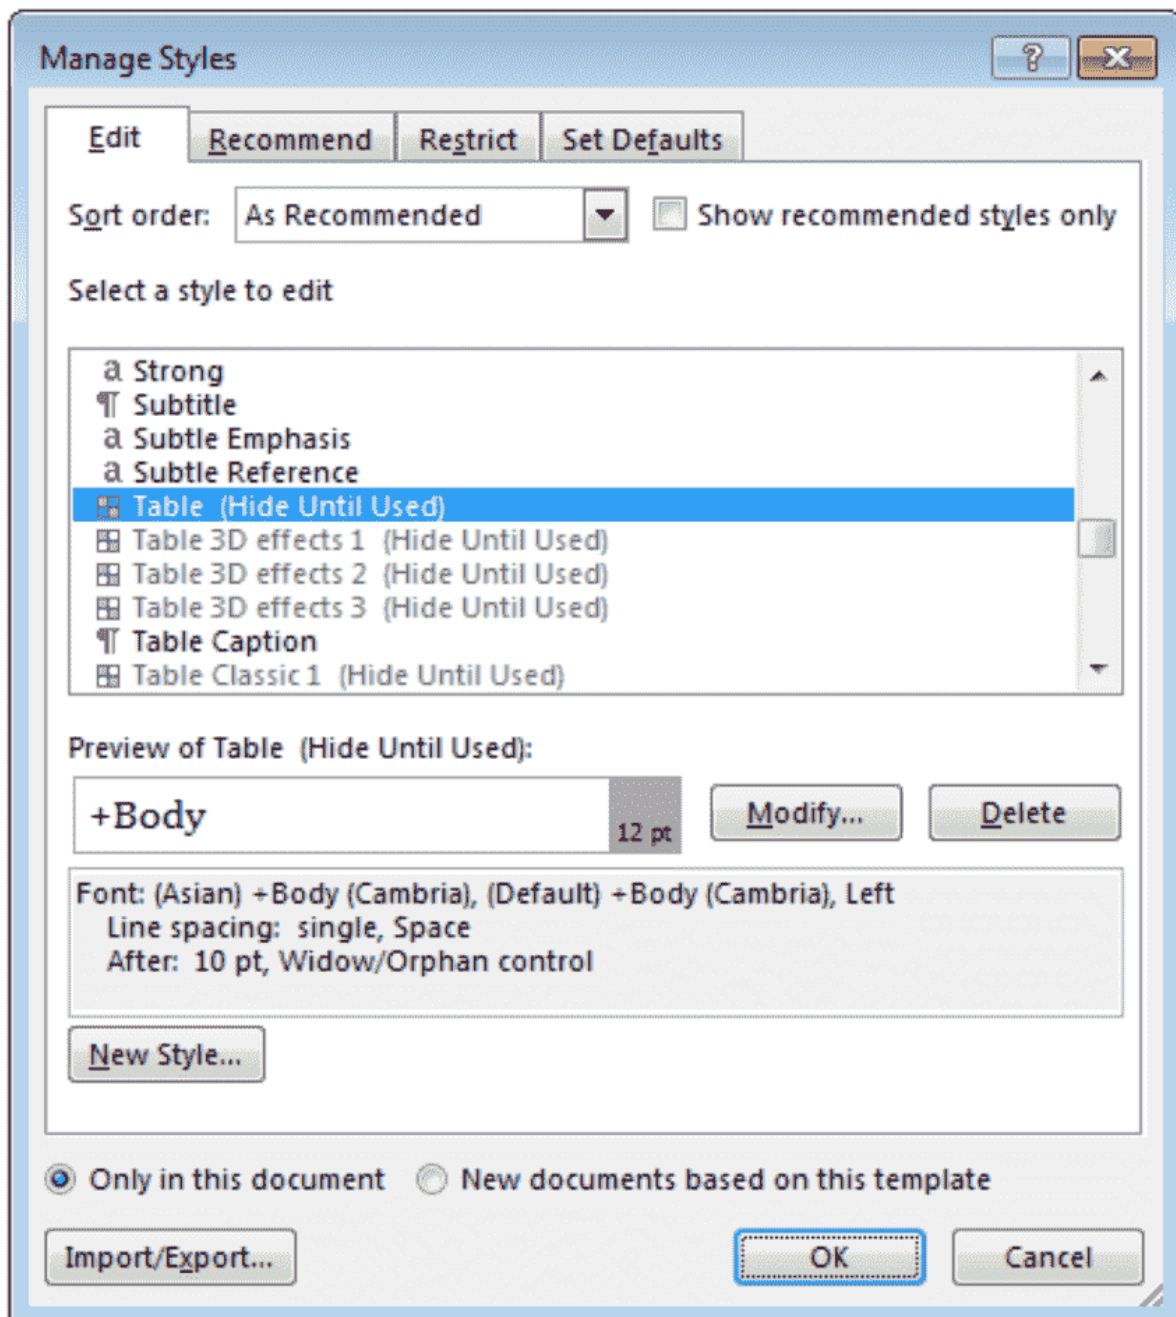 Manage Styles
Edit Recommend Restrict Set Defaults
Sort order: As Recommended Show recommended styles only
Select a style to edit
a Strong
¶ Subtitle
a Subtle Emphasis
a Subtle Reference
Table (Hide Until Used)
Table 3D effects 1 (Hide Until Used)
Table 3D effects 2 (Hide Until Used)
Table 3D effects 3 (Hide Until Used)
¶ Table Caption
Table Classic 1 (Hide Until Used)
Preview of Table (Hide Until Used):
+Body 12 pt Modify... Delete
Font: (Asian) +Body (Cambria), (Default) +Body (Cambria), Left
Line spacing: single, Space
After: 10 pt, Widow/Orphan control
New Style...
Only in this document New documents based on this template
Import/Export... OK Cancel